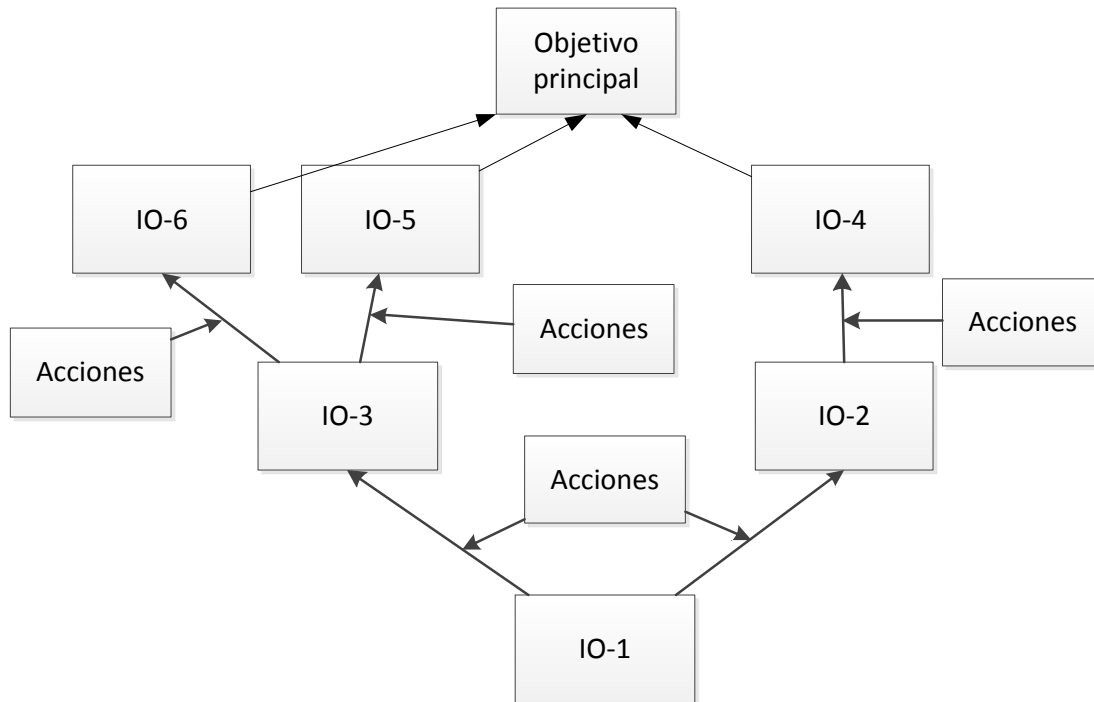 Objetivo
principal
IO-6
IO-5
IO-4
Acciones
Acciones
Acciones
IO-3
IO-2
Acciones
IO-1